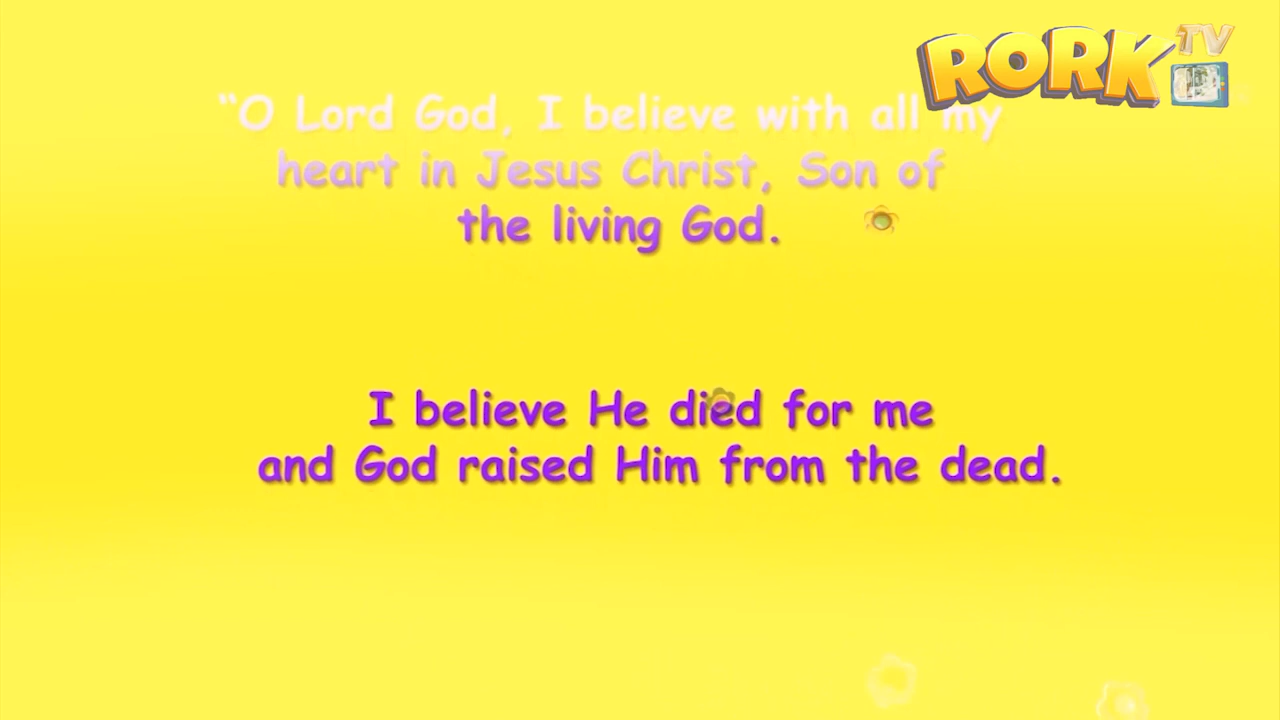 RORK TV
“O Lord God, I believe with all my
heart in Jesus Christ, Son of
the living God.
I believe He died for me
and God raised Him from the dead.